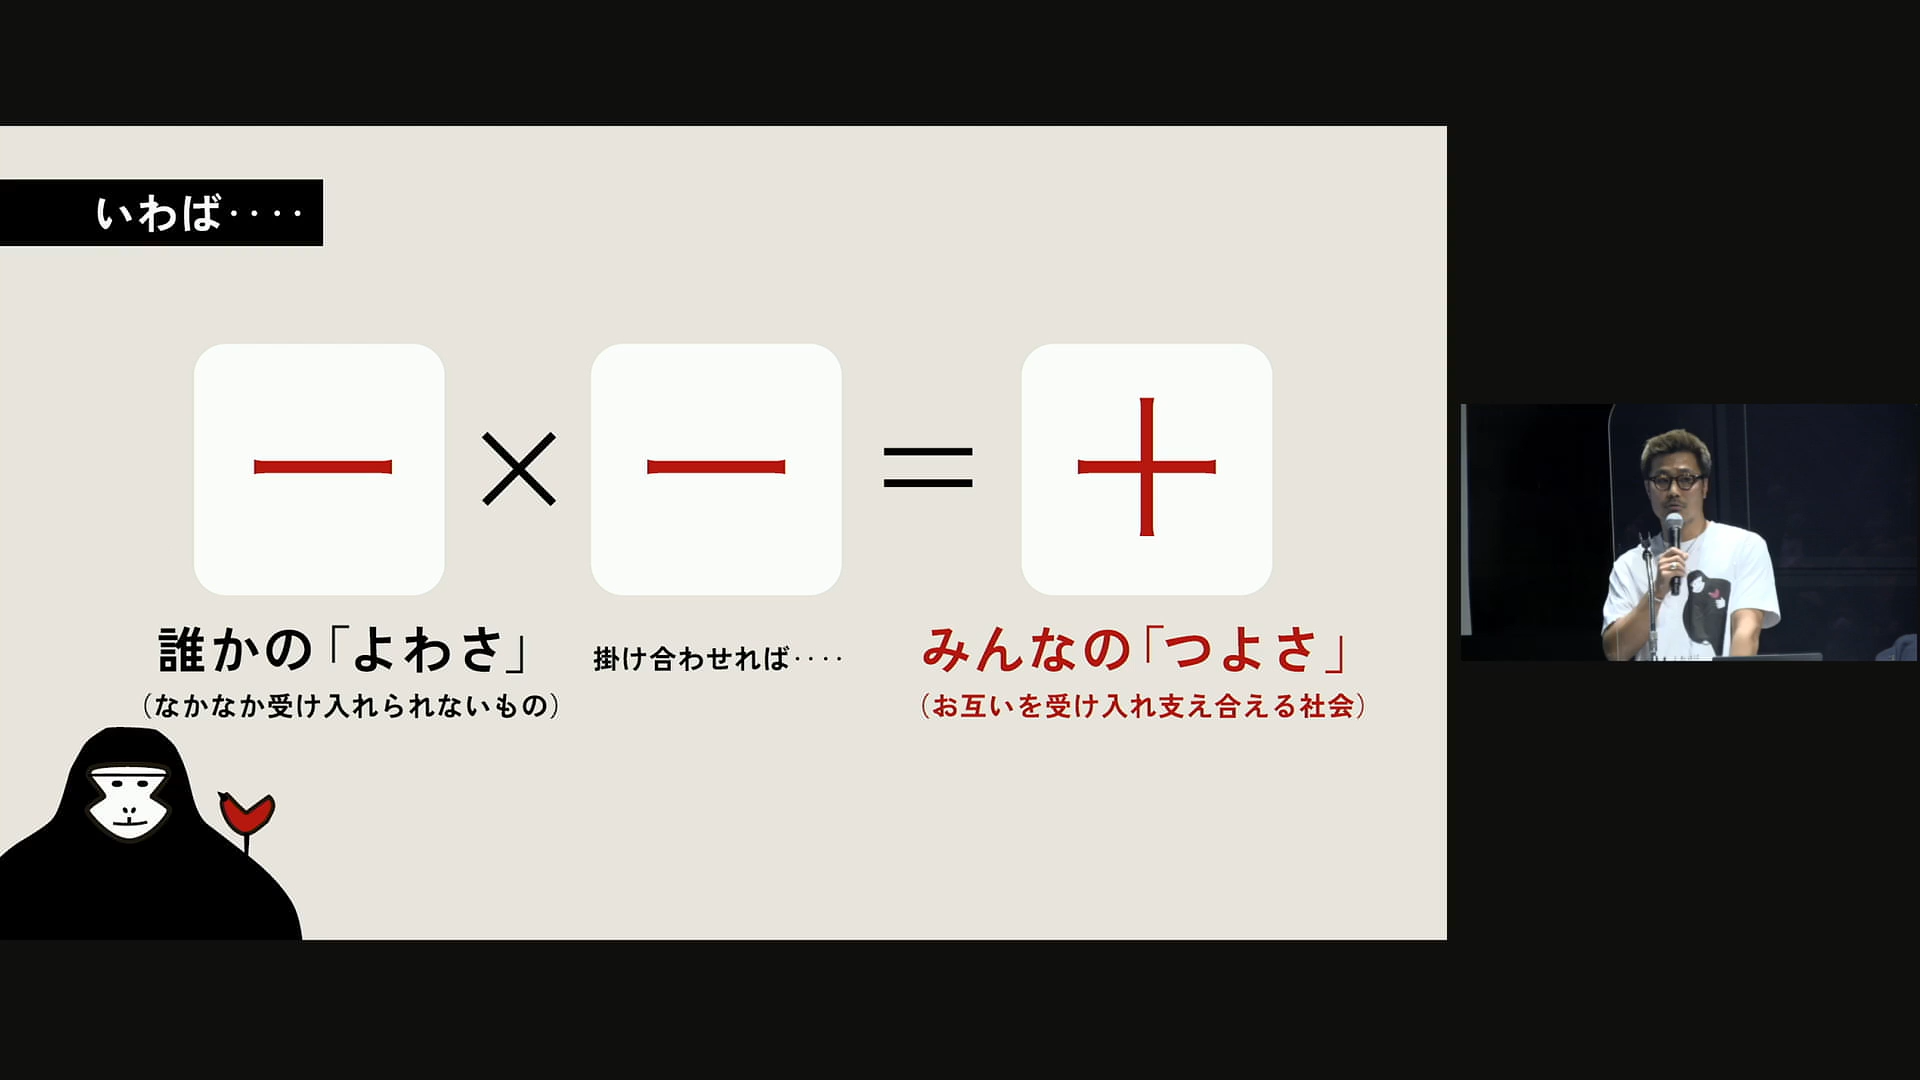 いわば････
− × − = +
誰かの「よわさ」
(なかなか受け入れられないもの)
掛け合わせれば････
みんなの「つよさ」
(お互いを受け入れ支え合える社会)